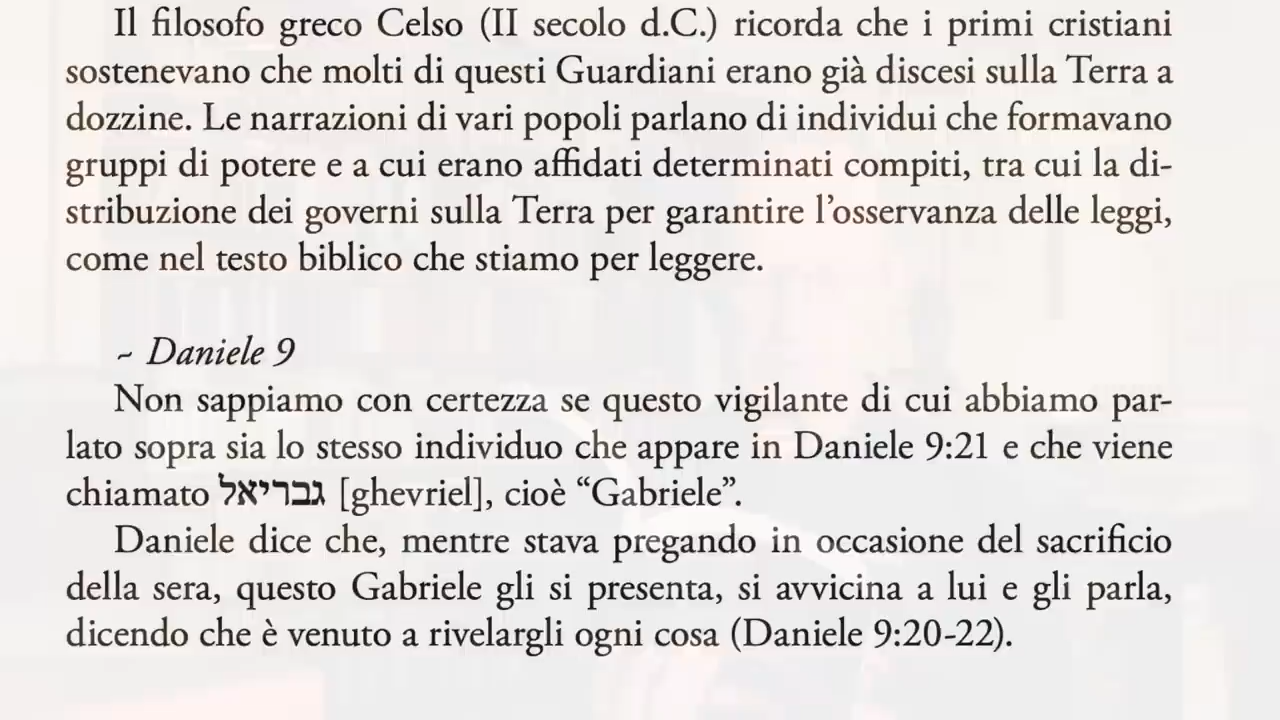 Il filosofo greco Celso (II secolo d.C.) ricorda che i primi cristiani
sostenevano che molti di questi Guardiani erano già discesi sulla Terra a
dozzine. Le narrazioni di vari popoli parlano di individui che formavano
gruppi di potere e a cui erano affidati determinati compiti, tra cui la di-
stribuzione dei governi sulla Terra per garantire l’osservanza delle leggi,
come nel testo biblico che stiamo per leggere.
~ Daniele 9
Non sappiamo con certezza se questo vigilante di cui abbiamo par-
lato sopra sia lo stesso individuo che appare in Daniele 9:21 e che viene
chiamato גבריאל [ghevriel], cioè “Gabriele”.
Daniele dice che, mentre stava pregando in occasione del sacrificio
della sera, questo Gabriele gli si presenta, si avvicina a lui e gli parla,
dicendo che è venuto a rivelargli ogni cosa (Daniele 9:20-22).